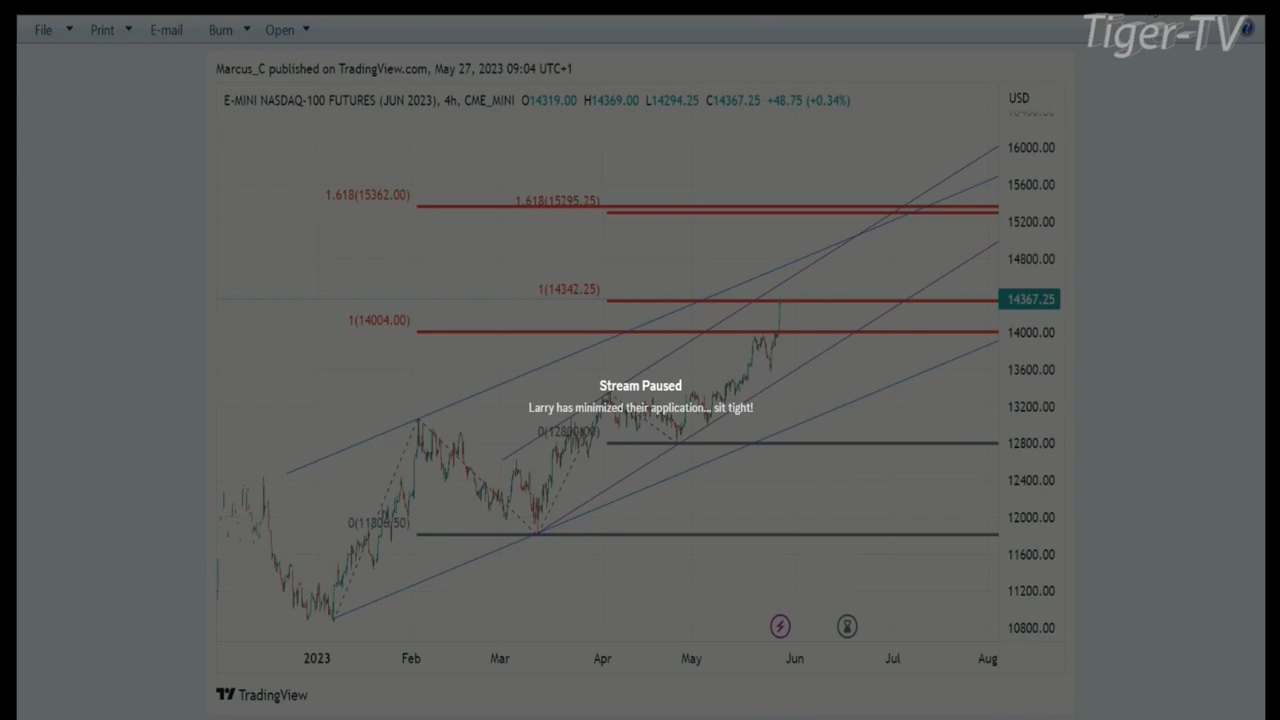 Tiger-TV
File Print E-mail Burn Open
Marcus_C published on TradingView.com, May 27, 2023 09:04 UTC+1
E-MINI NASDAQ-100 FUTURES (JUN 2023), 4h, CME_MINI O14319.00 H14369.00 L14294.25 C14367.25 +48.75 (+0.34%)
USD
16400.00
16000.00
1.618(15362.00)
1.618(15295.25)
15600.00
15200.00
14800.00
1(14342.25)
14367.25
1(14004.00)
14000.00
13600.00
Stream Paused
Larry has minimized their application... sit tight!
13200.00
0(12800.00)
12800.00
12400.00
0(11806.50)
12000.00
11600.00
11200.00
10800.00
2023 Feb Mar Apr May Jun Jul Aug
TradingView